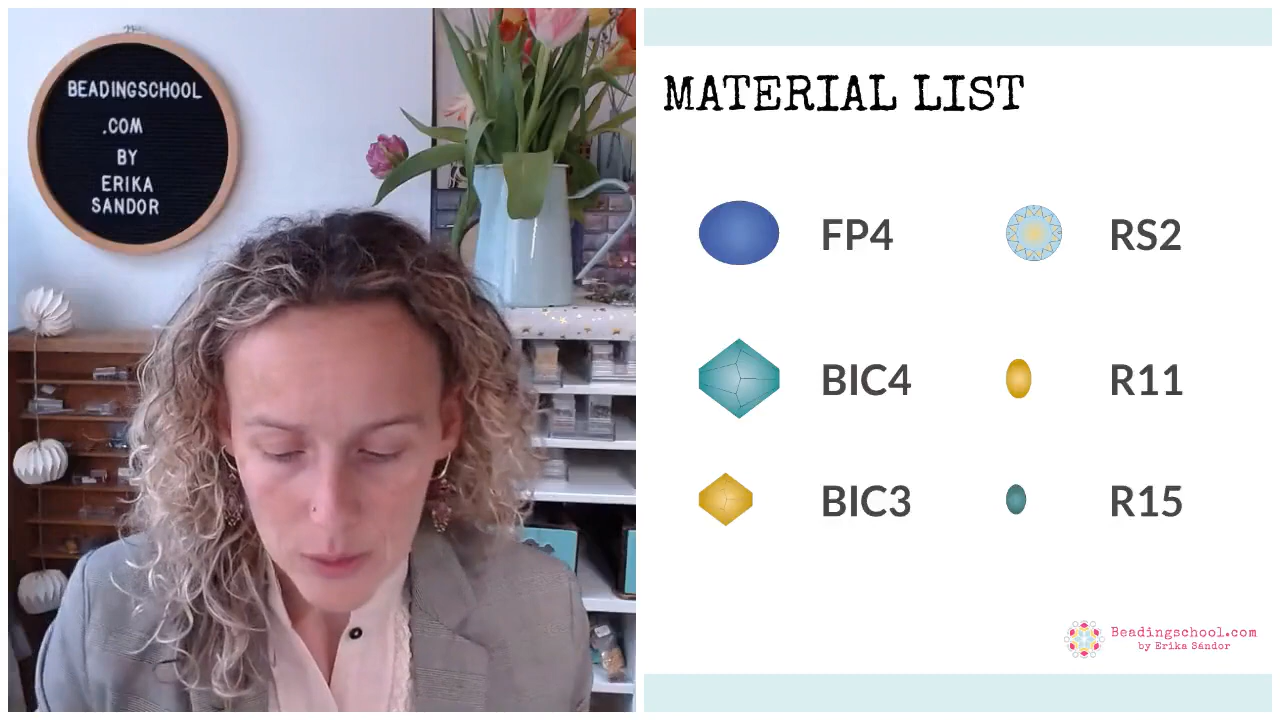 BEADINGSCHOOL
.COM
BY
ERIKA
SANDOR
MATERIAL LIST
FP4
RS2
BIC4
R11
BIC3
R15
Beadingschool.com
by Erika Sándor